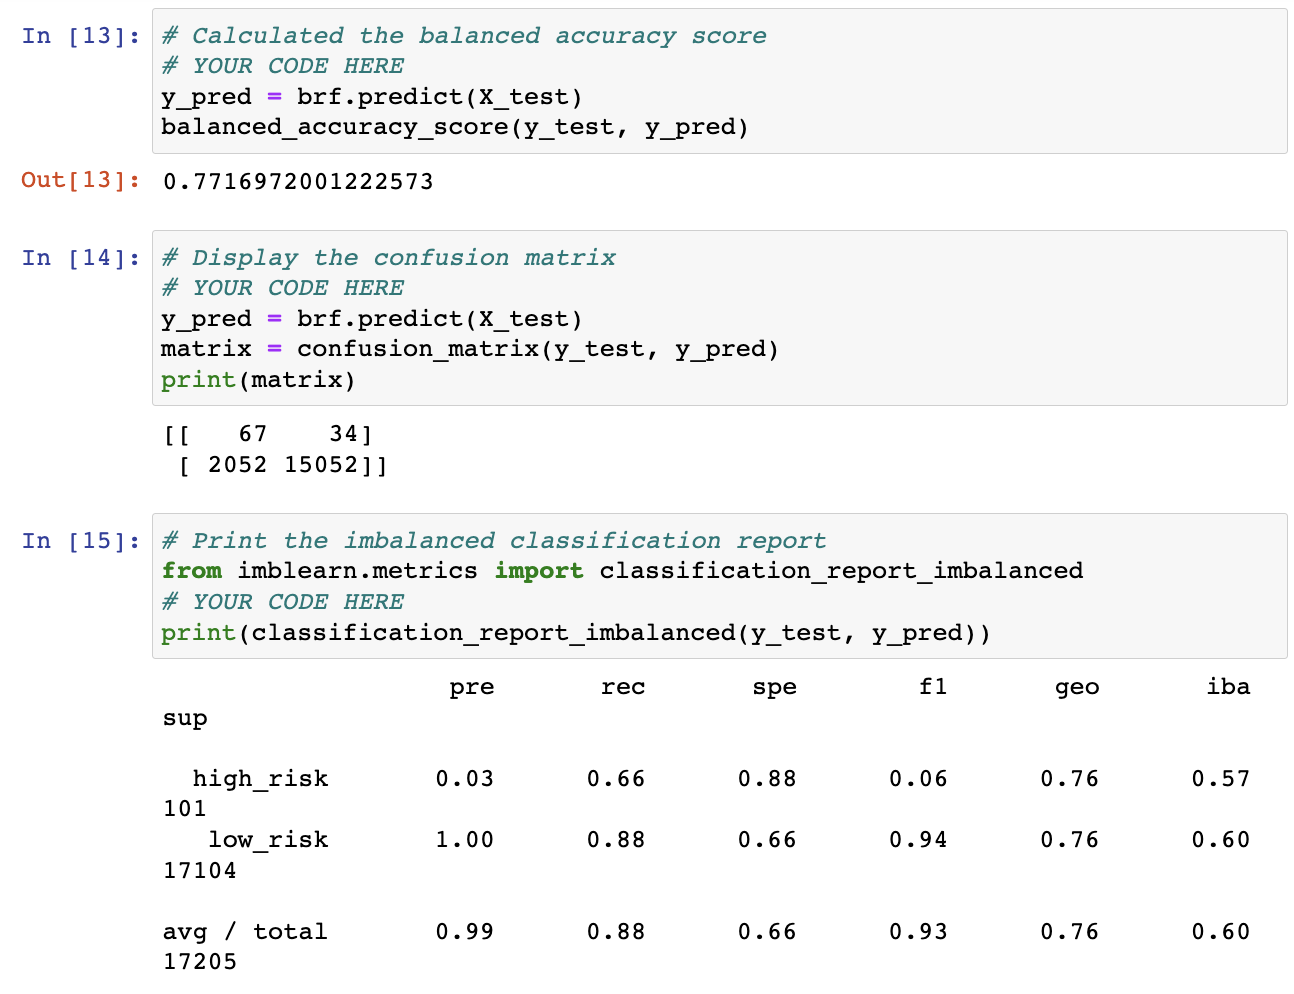 In [13]: # Calculated the balanced accuracy score
# YOUR CODE HERE
y_pred = brf.predict(X_test)
balanced_accuracy_score(y_test, y_pred)
Out[13]: 0.7716972001222573
In [14]: # Display the confusion matrix
# YOUR CODE HERE
y_pred = brf.predict(X_test)
matrix = confusion_matrix(y_test, y_pred)
print(matrix)
[[   67    34]
 [ 2052 15052]]
In [15]: # Print the imbalanced classification report
from imblearn.metrics import classification_report_imbalanced
# YOUR CODE HERE
print(classification_report_imbalanced(y_test, y_pred))
                   pre       rec       spe        f1       geo       iba
sup
  high_risk       0.03      0.66      0.88      0.06      0.76      0.57
101
   low_risk       1.00      0.88      0.66      0.94      0.76      0.60
17104
avg / total       0.99      0.88      0.66      0.93      0.76      0.60
17205